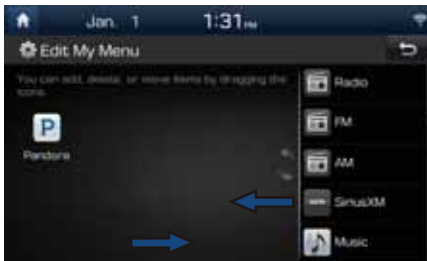 Jan. 1 1:31 PM
Edit My Menu
You can add, delete, or move items by dragging the
icons.
P
Pandora
Radio
FM
AM
SiriusXM
Music